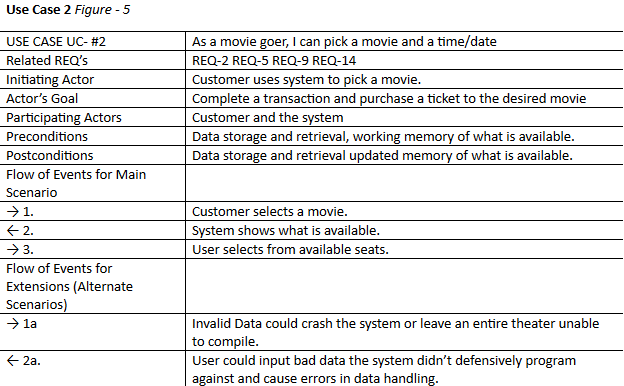 Use Case 2 Figure - 5
USE CASE UC- #2 As a movie goer, I can pick a movie and a time/date
Related REQ's REQ-2 REQ-5 REQ-9 REQ-14
Initiating Actor Customer uses system to pick a movie.
Actor's Goal Complete a transaction and purchase a ticket to the desired movie
Participating Actors Customer and the system
Preconditions Data storage and retrieval, working memory of what is available.
Postconditions Data storage and retrieval updated memory of what is available.
Flow of Events for Main
Scenario
→ 1. Customer selects a movie.
← 2. System shows what is available.
→ 3. User selects from available seats.
Flow of Events for
Extensions (Alternate
Scenarios)
→ 1a Invalid Data could crash the system or leave an entire theater unable
to compile.
← 2a. User could input bad data the system didn't defensively program
against and cause errors in data handling.